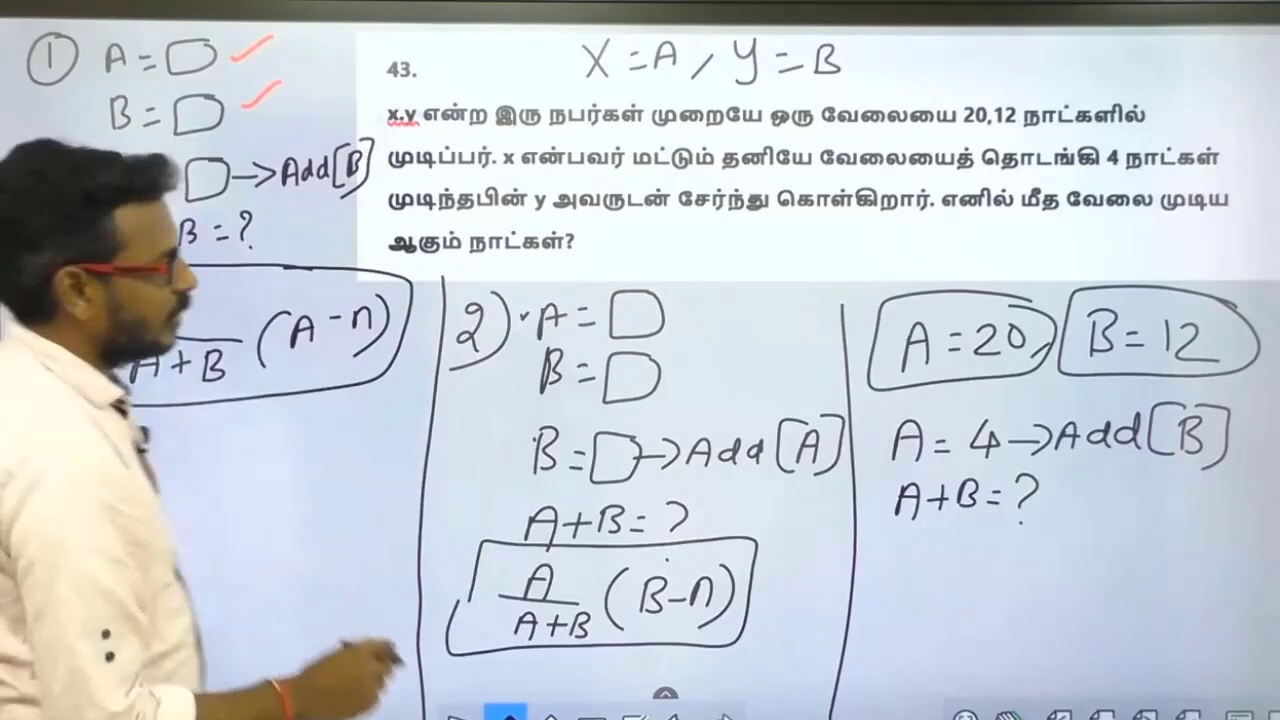 ① A = ☐ ✓
B = ☐ ✓
☐ → Add [B]
B = ?
A+B (A-n)
X = A , Y = B
43.
x.y என்ற இரு நபர்கள் முறையே ஒரு வேலையை 20,12 நாட்களில்
முடிப்பர். x என்பவர் மட்டும் தனியே வேலையைத் தொடங்கி 4 நாட்கள்
முடிந்தபின் y அவருடன் சேர்ந்து கொள்கிறார். எனில் மீத வேலை முடிய
ஆகும் நாட்கள்?
2) A = ☐
B = ☐
B = ☐ → Add [A]
A+B = ?
A
A+B (B-n)
A = 20, B = 12
A = 4 → Add [B]
A+B = ?